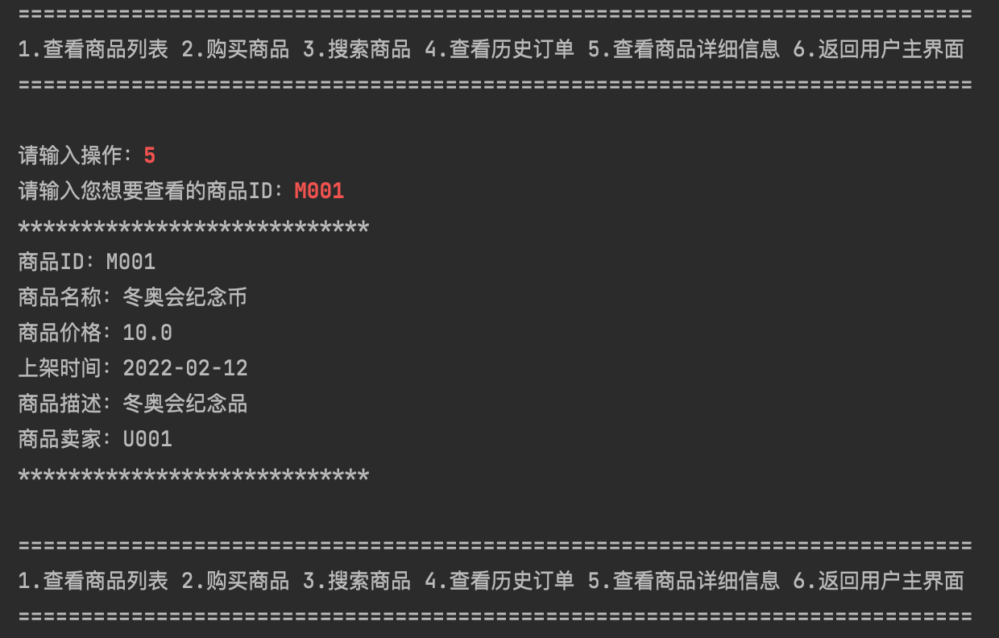 ============================================================================
1.查看商品列表 2.购买商品 3.搜索商品 4.查看历史订单 5.查看商品详细信息 6.返回用户主界面
============================================================================
请输入操作：5
请输入您想要查看的商品ID：M001
****************************
商品ID：M001
商品名称：冬奥会纪念币
商品价格：10.0
上架时间：2022-02-12
商品描述：冬奥会纪念品
商品卖家：U001
****************************
============================================================================
1.查看商品列表 2.购买商品 3.搜索商品 4.查看历史订单 5.查看商品详细信息 6.返回用户主界面
============================================================================